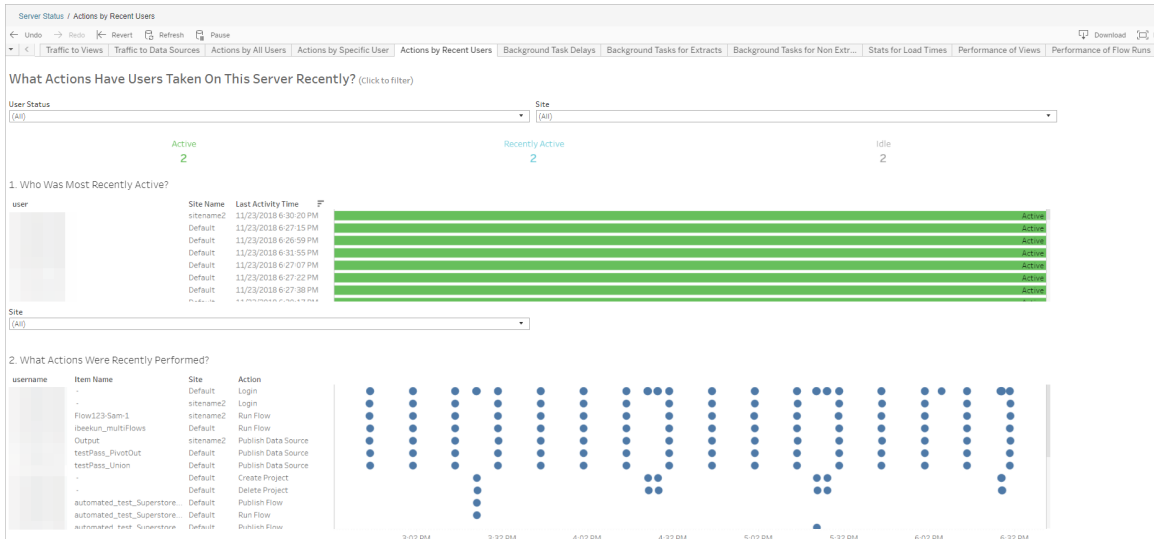 Server Status / Actions by Recent Users
← Undo → Redo Revert Refresh Pause Download
Traffic to Views Traffic to Data Sources Actions by All Users Actions by Specific User Actions by Recent Users Background Task Delays Background Tasks for Extracts Background Tasks for Non Extr... Stats for Load Times Performance of Views Performance of Flow Runs
What Actions Have Users Taken On This Server Recently? (Click to filter)
User Status Site
(All) (All)
Active Recently Active Idle
2 2 2
1. Who Was Most Recently Active?
user Site Name Last Activity Time
sitename2 11/23/2018 6:30:20 PM Active
Default 11/23/2018 6:27:15 PM Active
Default 11/23/2018 6:26:59 PM Active
Default 11/23/2018 6:31:55 PM Active
Default 11/23/2018 6:27:07 PM Active
Default 11/23/2018 6:27:22 PM Active
Default 11/23/2018 6:27:38 PM Active
Site
(All)
2. What Actions Were Recently Performed?
username Item Name Site Action
- Default Login
- sitename2 Login
Flow123-Sam-1 sitename2 Run Flow
ibeekun_multiFlows Default Run Flow
Output sitename2 Publish Data Source
testPass_PivotOut Default Publish Data Source
testPass_Union Default Publish Data Source
- Default Create Project
- Default Delete Project
automated_test_Superstore... Default Publish Flow
automated_test_Superstore... Default Run Flow
automated_test_Superstore... Default Publish Flow
3:02 PM 3:32 PM 4:02 PM 4:32 PM 5:02 PM 5:32 PM 6:02 PM 6:32 PM